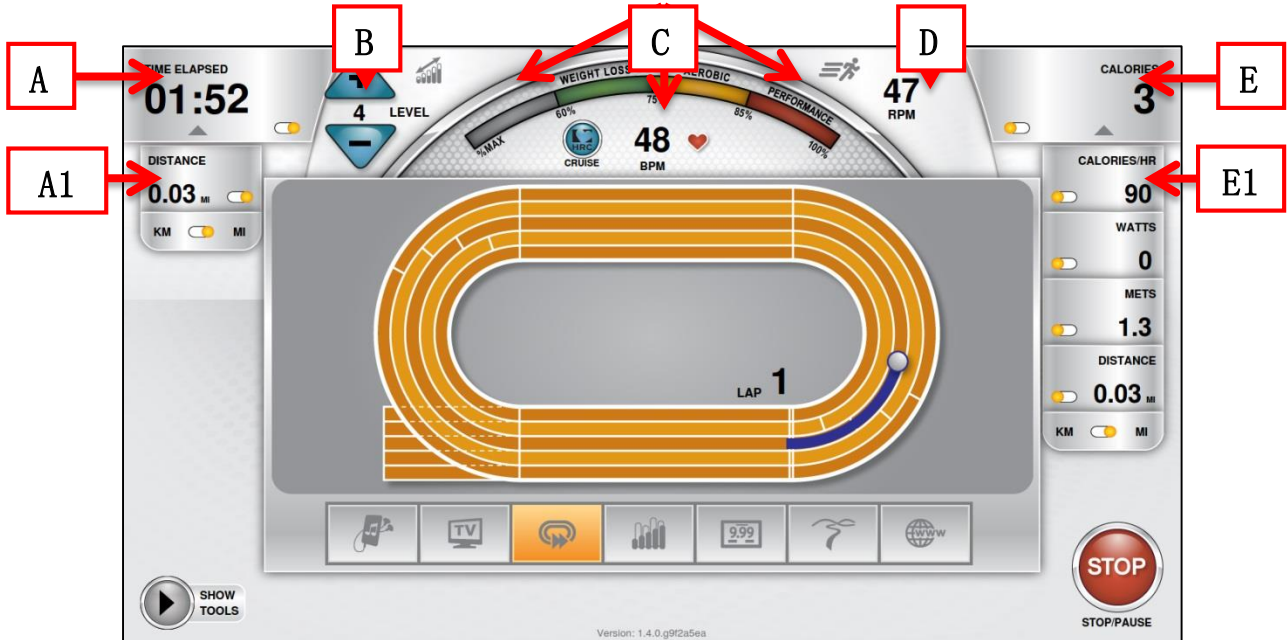 A
A1
B
C
D
E
E1
TIME ELAPSED
01:52
DISTANCE
0.03 MI
KM MI
4 LEVEL
%MAX
60%
WEIGHT LOSS
75%
AEROBIC
85%
PERFORMANCE
100%
HRC
CRUISE
48
BPM
47
RPM
CALORIES
3
CALORIES/HR
90
WATTS
0
METS
1.3
DISTANCE
0.03 MI
KM MI
LAP 1
TV
9.99
WWW
SHOW
TOOLS
STOP
STOP/PAUSE
Version: 1.4.0.g9f2a5ea